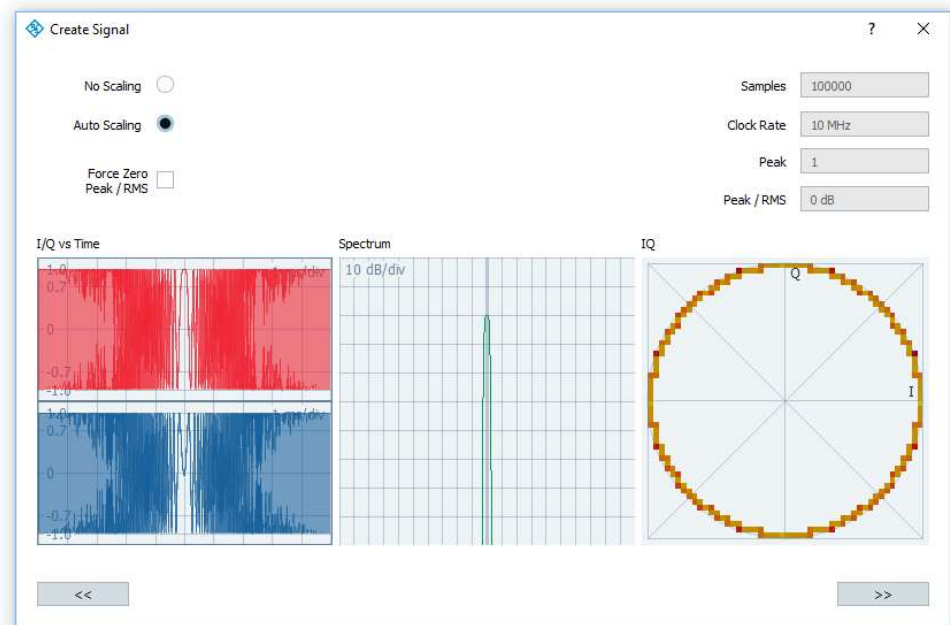 Create Signal
?
No Scaling
Auto Scaling
Force Zero
Peak / RMS
Samples 100000
Clock Rate 10 MHz
Peak 1
Peak / RMS 0 dB
I/Q vs Time
1.0
0.7
0
-0.7
-1.0
1.0
0.7
0
-0.7
-1.0
Spectrum
10 dB/div
IQ
Q
I
<<
>>